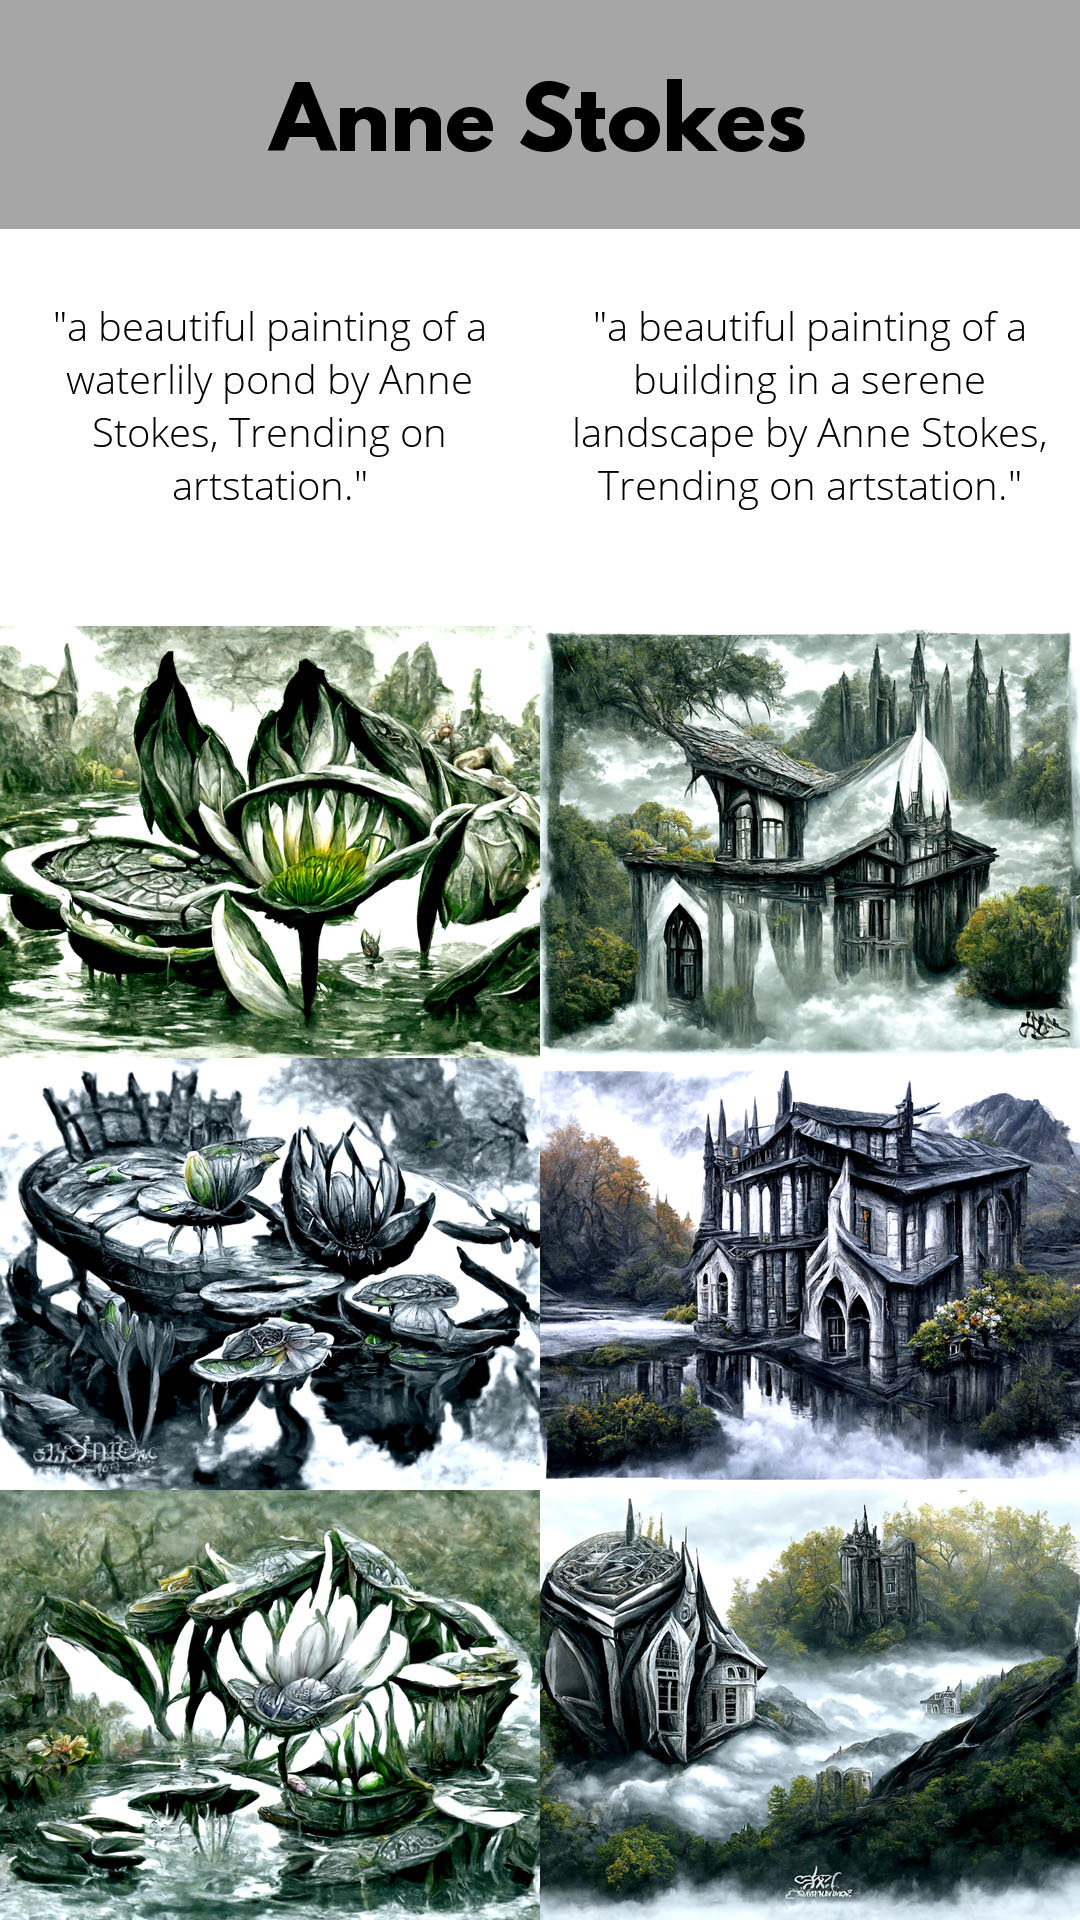 Anne Stokes
"a beautiful painting of a
waterlily pond by Anne
Stokes, Trending on
artstation."
"a beautiful painting of a
building in a serene
landscape by Anne Stokes,
Trending on artstation."